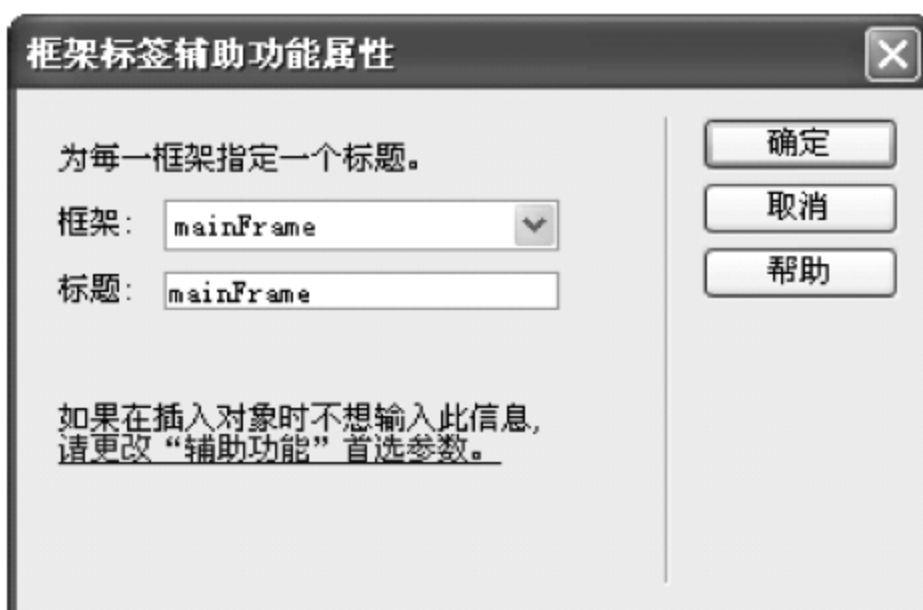 框架标签辅助功能属性
为每一框架指定一个标题。
框架: mainFrame
标题: mainFrame
如果在插入对象时不想输入此信息,
请更改“辅助功能”首选参数。
确定
取消
帮助